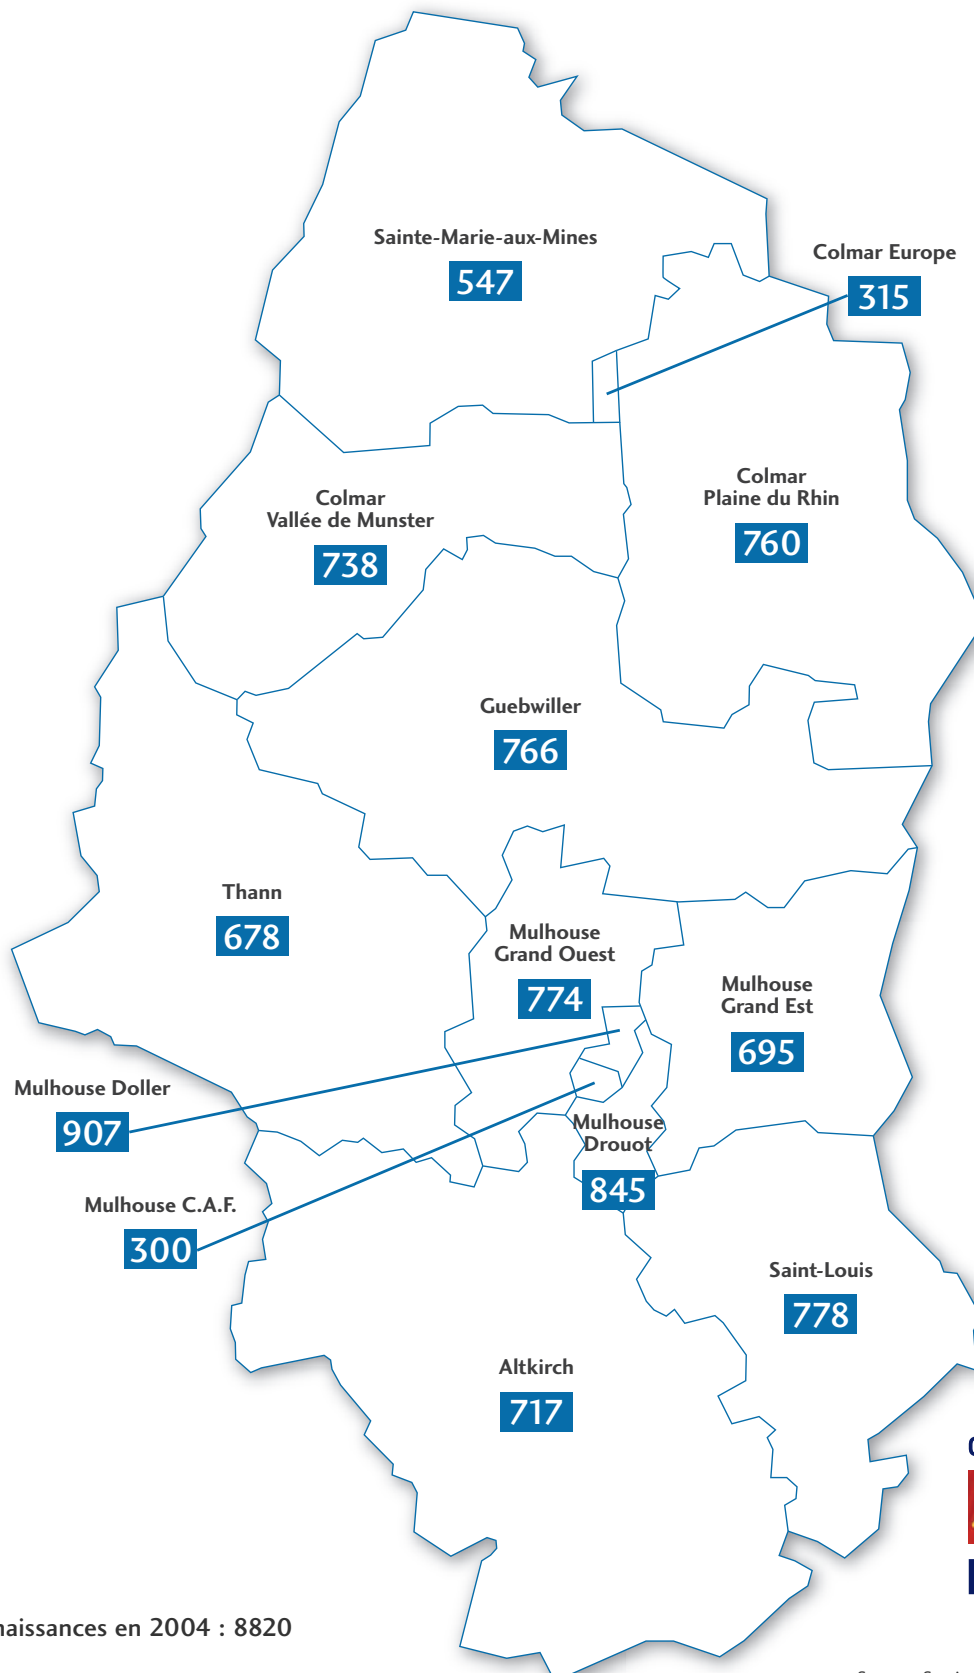 Sainte-Marie-aux-Mines
547
Colmar Europe
315
Colmar
Plaine du Rhin
760
Colmar
Vallée de Munster
738
Guebwiller
766
Thann
678
Mulhouse
Grand Ouest
774
Mulhouse
Grand Est
695
Mulhouse Doller
907
Mulhouse
Drouot
845
Mulhouse C.A.F.
300
Saint-Louis
778
Altkirch
717
naissances en 2004 : 8820